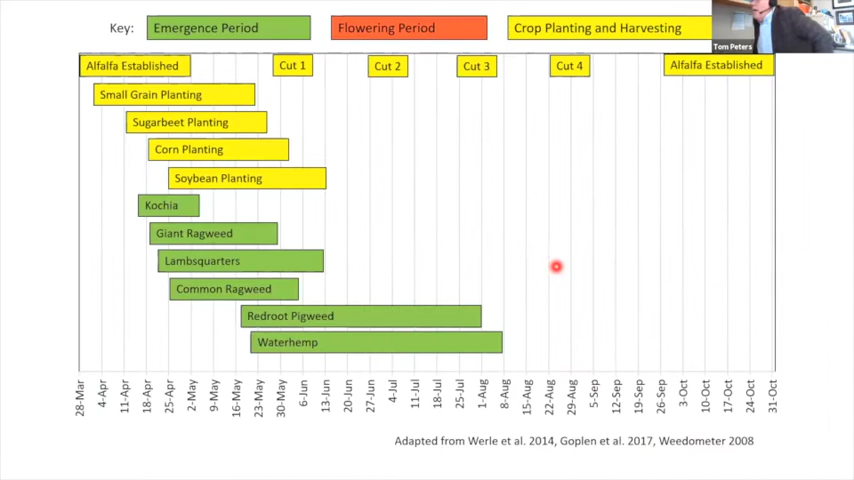 Key: Emergence Period Flowering Period Crop Planting and Harvesting
Tom Peters
Alfalfa Established Cut 1 Cut 2 Cut 3 Cut 4 Alfalfa Established
Small Grain Planting
Sugarbeet Planting
Corn Planting
Soybean Planting
Kochia
Giant Ragweed
Lambsquarters
Common Ragweed
Redroot Pigweed
Waterhemp
28-Mar 4-Apr 11-Apr 18-Apr 25-Apr 2-May 9-May 16-May 23-May 30-May 6-Jun 13-Jun 20-Jun 27-Jun 4-Jul 11-Jul 18-Jul 25-Jul 1-Aug 8-Aug 15-Aug 22-Aug 29-Aug 5-Sep 12-Sep 19-Sep 26-Sep 3-Oct 10-Oct 17-Oct 24-Oct 31-Oct
Adapted from Werle et al. 2014, Goplen et al. 2017, Weedometer 2008